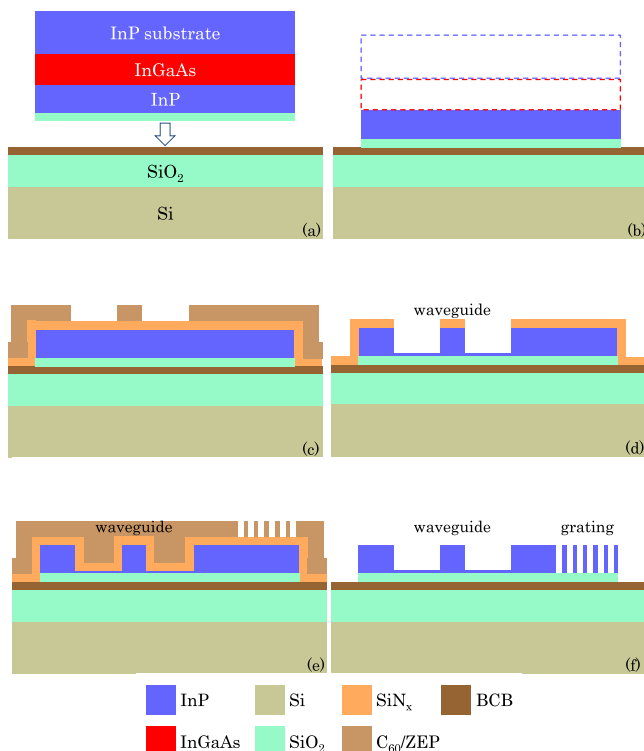 InP substrate
InGaAs
InP
SiO₂
Si
(a)
(b)
(c)
waveguide
(d)
waveguide
(e)
waveguide grating
(f)
InP Si SiNₓ BCB
InGaAs SiO₂ C₆₀/ZEP